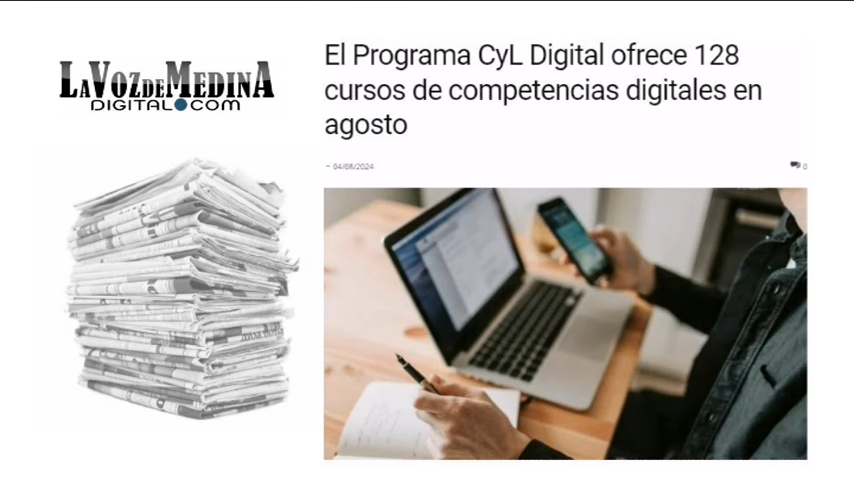 LAVOZDEMEDINA
DIGITAL.COM
El Programa CyL Digital ofrece 128
cursos de competencias digitales en
agosto
- 04/08/2024
0